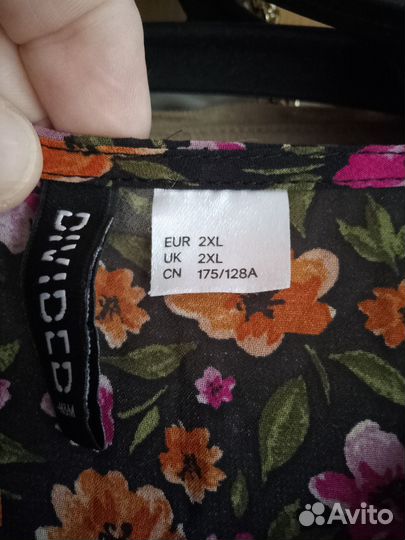 EUR 2XL
UK 2XL
CN 175/128A
DIVIDED
H&M
Avito